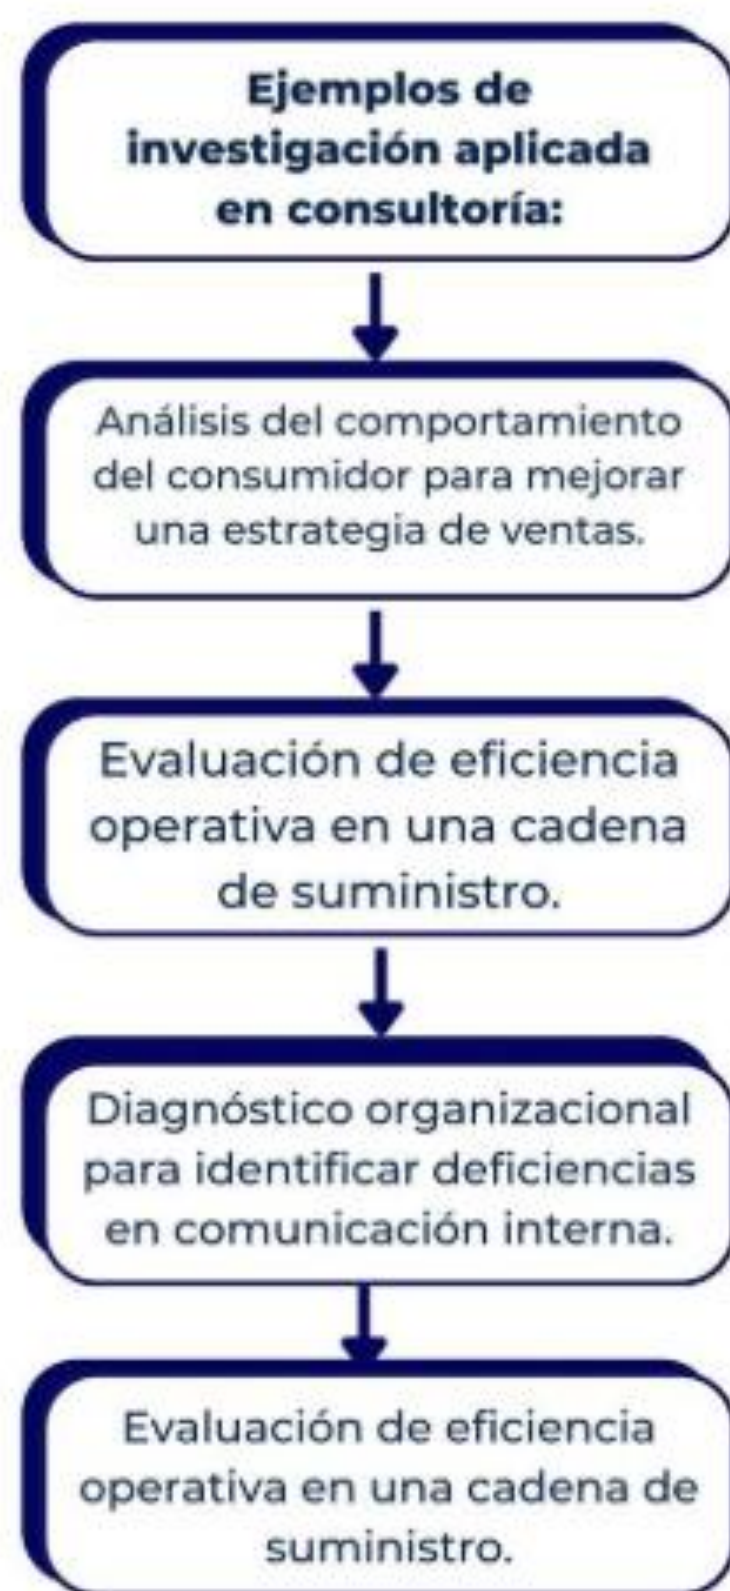 Ejemplos de
investigación aplicada
en consultoría:
Análisis del comportamiento
del consumidor para mejorar
una estrategia de ventas.
Evaluación de eficiencia
operativa en una cadena
de suministro.
Diagnóstico organizacional
para identificar deficiencias
en comunicación interna.
Evaluación de eficiencia
operativa en una cadena de
suministro.